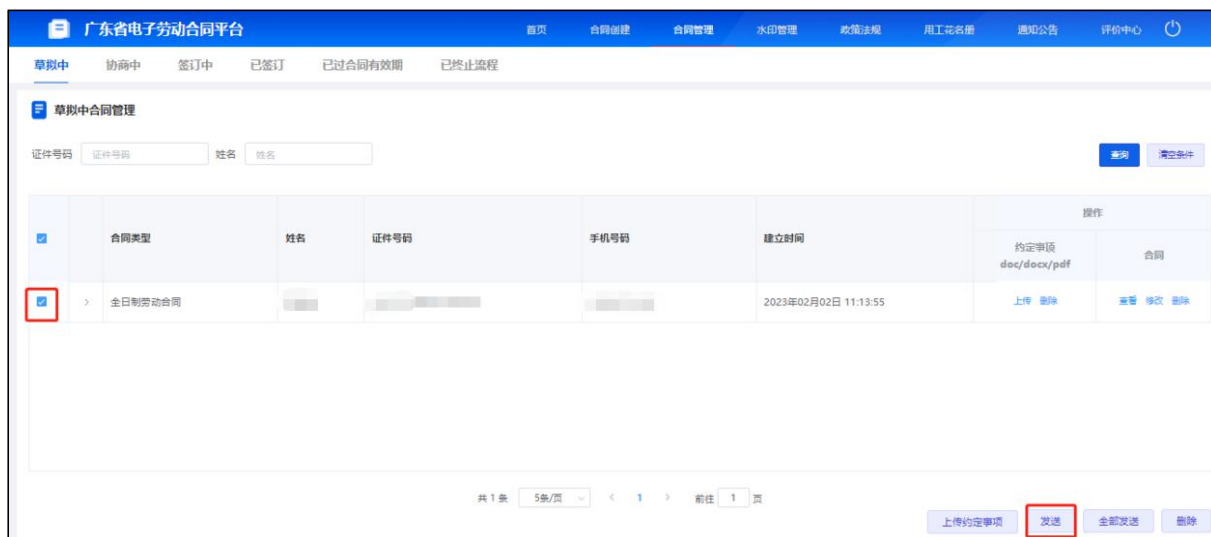 广东省电子劳动合同平台 首页 合同创建 合同管理 水印管理 政策法规 用工花名册 通知公告 评价中心
草拟中 协商中 签订中 已签订 已过合同有效期 已终止流程
草拟中合同管理
证件号码 证件号码 姓名 姓名 查询 清空条件
操作
合同类型 姓名 证件号码 手机号码 建立时间
约定事项 合同
doc/docx/pdf
全日制劳动合同 2023年02月02日 11:13:55 上传 删除 查看 修改 删除
共 1 条 5条/页 < 1 > 前往 1 页
上传约定事项 发送 全部发送 删除